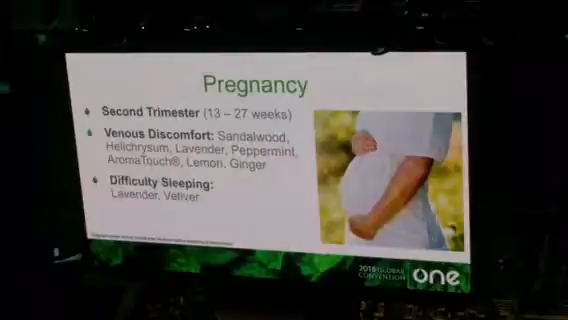 Pregnancy
Second Trimester (13 – 27 weeks)
Venous Discomfort: Sandalwood,
Helichrysum, Lavender, Peppermint,
AromaTouch®, Lemon, Ginger
Difficulty Sleeping:
Lavender, Vetiver
2016 GLOBAL
CONVENTION
one